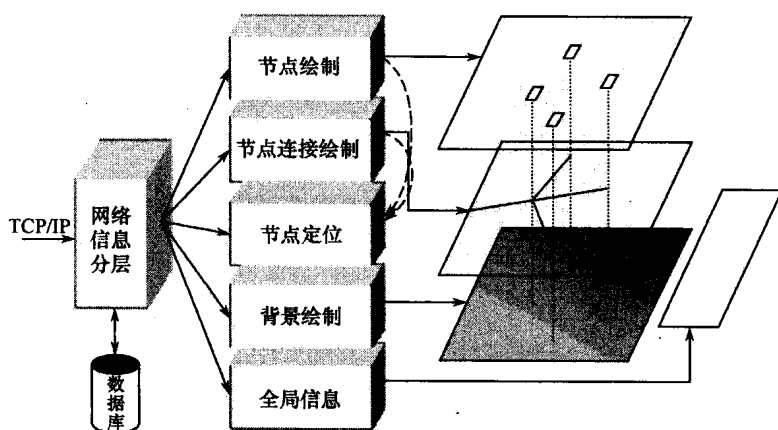 节点绘制
节点连接绘制
TCP/IP
网络
信息
分层
节点定位
背景绘制
数据库
全局信息